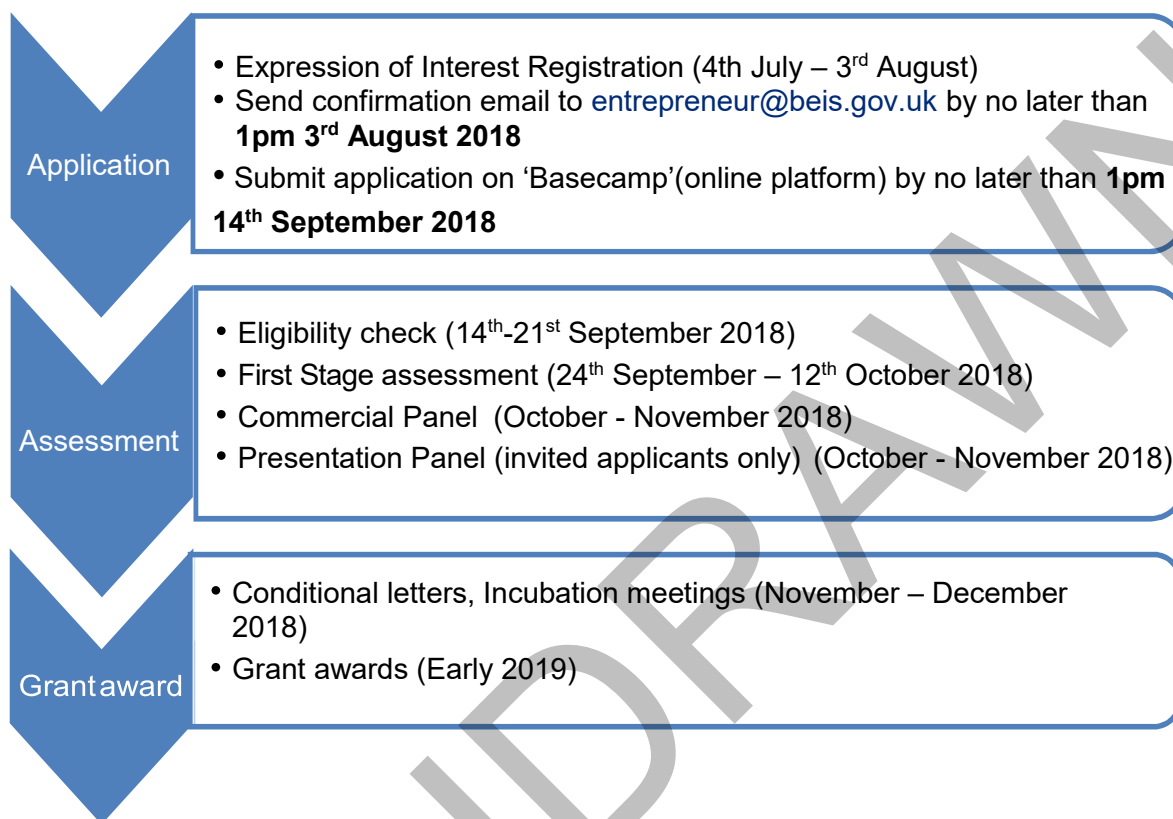 Application
• Expression of Interest Registration (4th July – 3rd August)
• Send confirmation email to entrepreneur@beis.gov.uk by no later than
1pm 3rd August 2018
• Submit application on ‘Basecamp’(online platform) by no later than 1pm
14th September 2018
Assessment
• Eligibility check (14th-21st September 2018)
• First Stage assessment (24th September – 12th October 2018)
• Commercial Panel (October - November 2018)
• Presentation Panel (invited applicants only) (October - November 2018)
Grant award
• Conditional letters, Incubation meetings (November – December
2018)
• Grant awards (Early 2019)